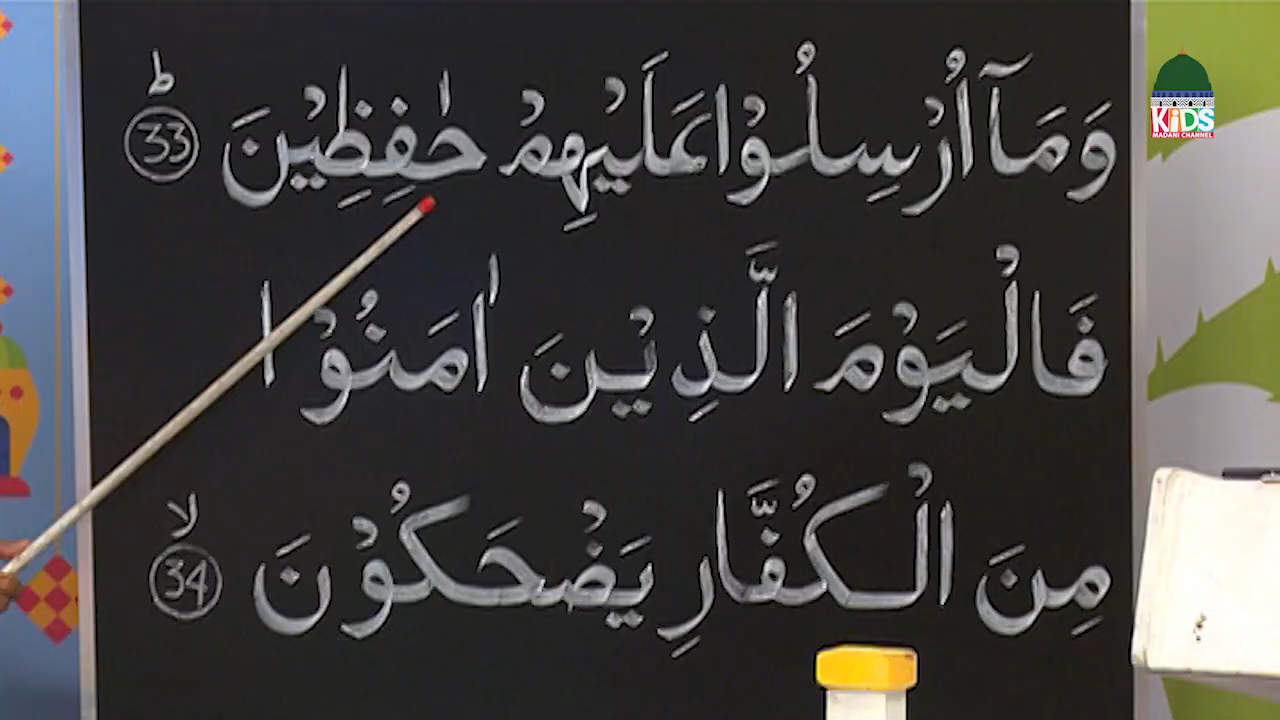 وَمَآ اُرْسِلُوْا عَلَيْهِمْ حٰفِظِيْنَ ؕ 33
فَالْيَوْمَ الَّذِيْنَ اٰمَنُوْا
مِنَ الْكُفَّارِ يَضْحَكُوْنَ ۙ 34
KiDS
MADANI CHANNEL